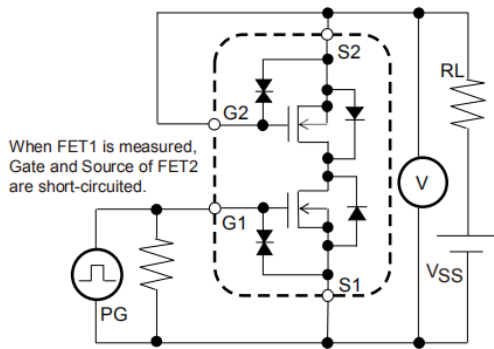 S2
RL
G2
When FET1 is measured,
Gate and Source of FET2
are short-circuited.
V
G1
VSS
S1
PG